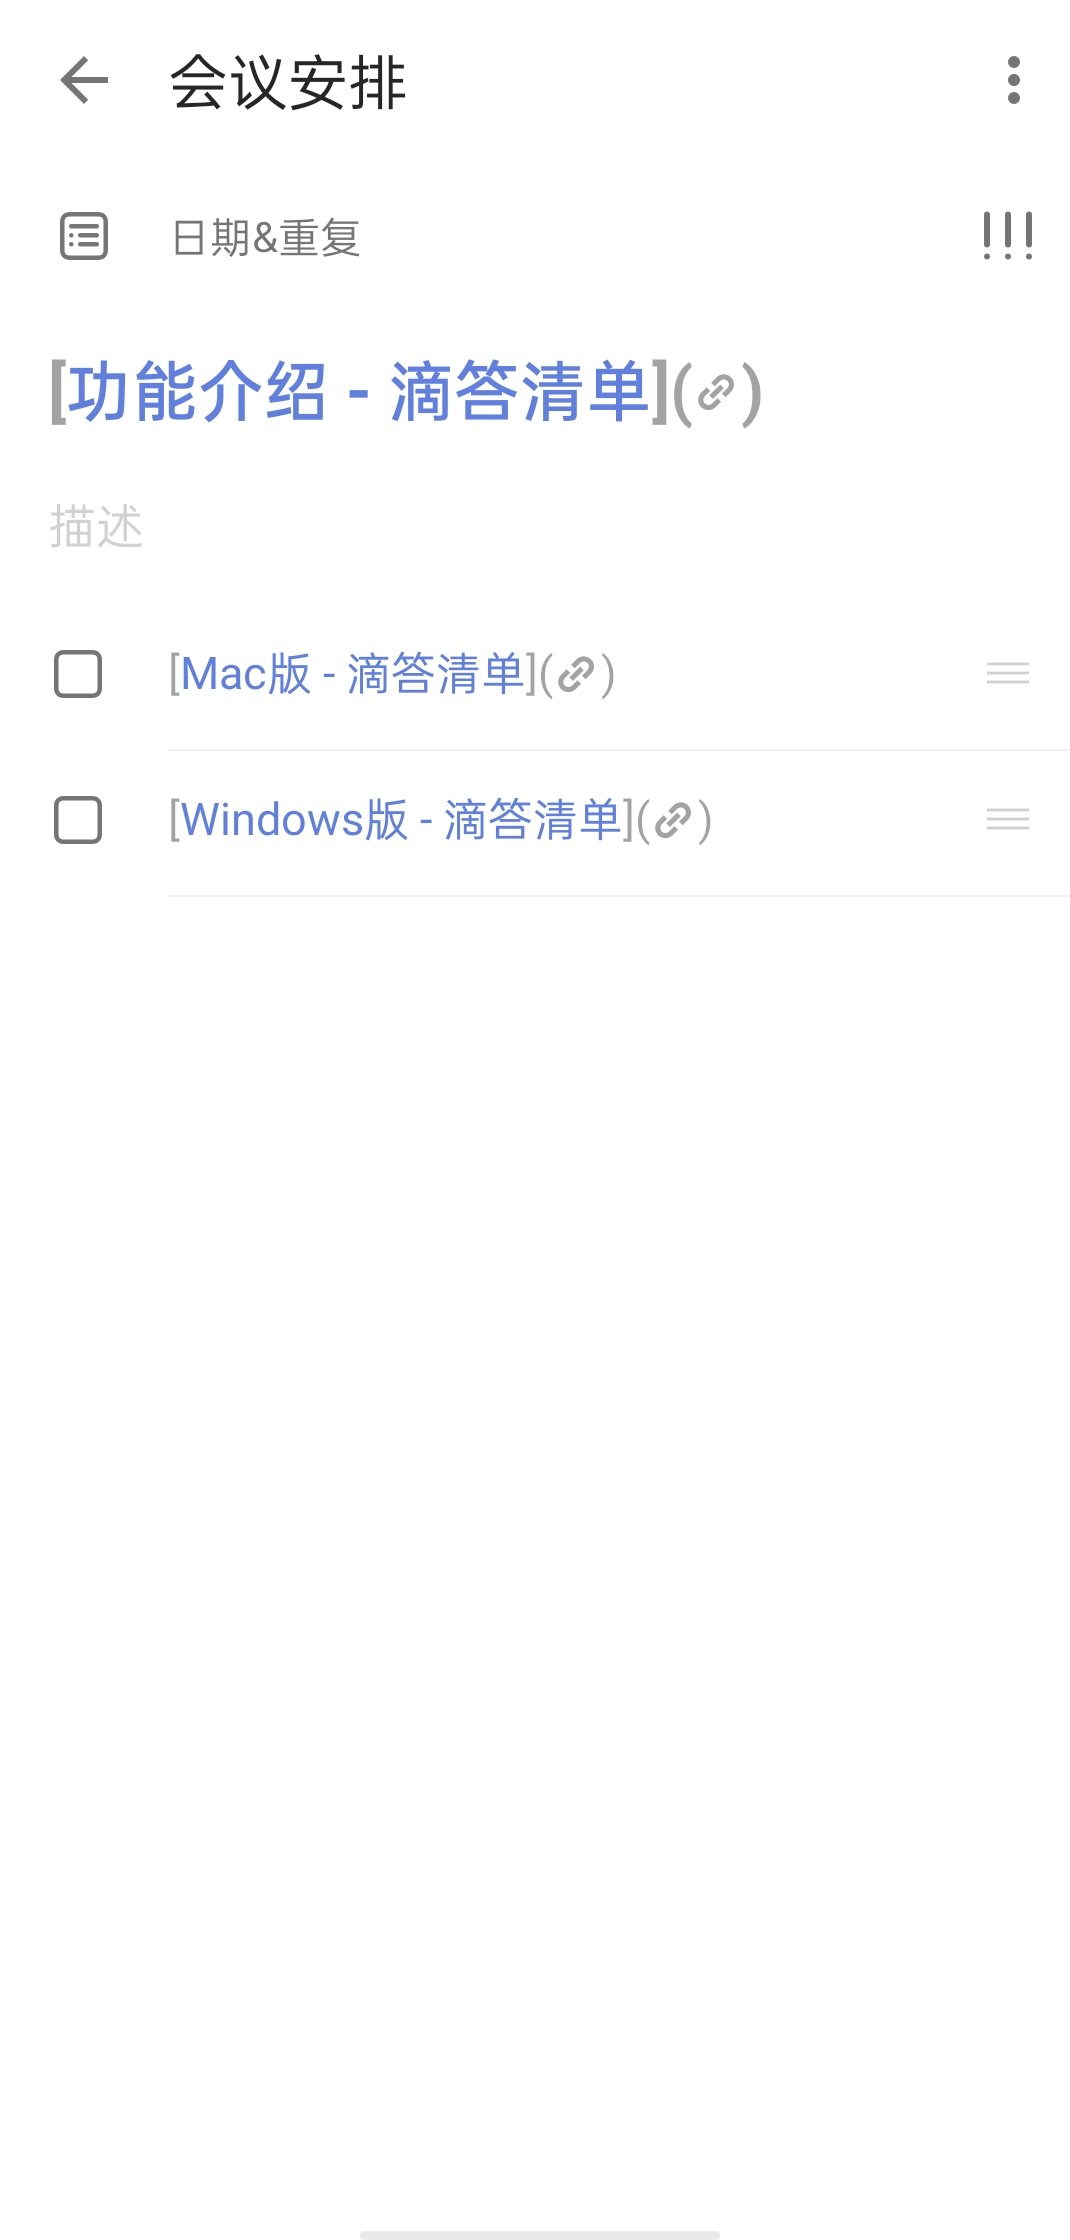 会议安排
日期&重复
[功能介绍 - 滴答清单]()
描述
[Mac版 - 滴答清单]()
[Windows版 - 滴答清单]()